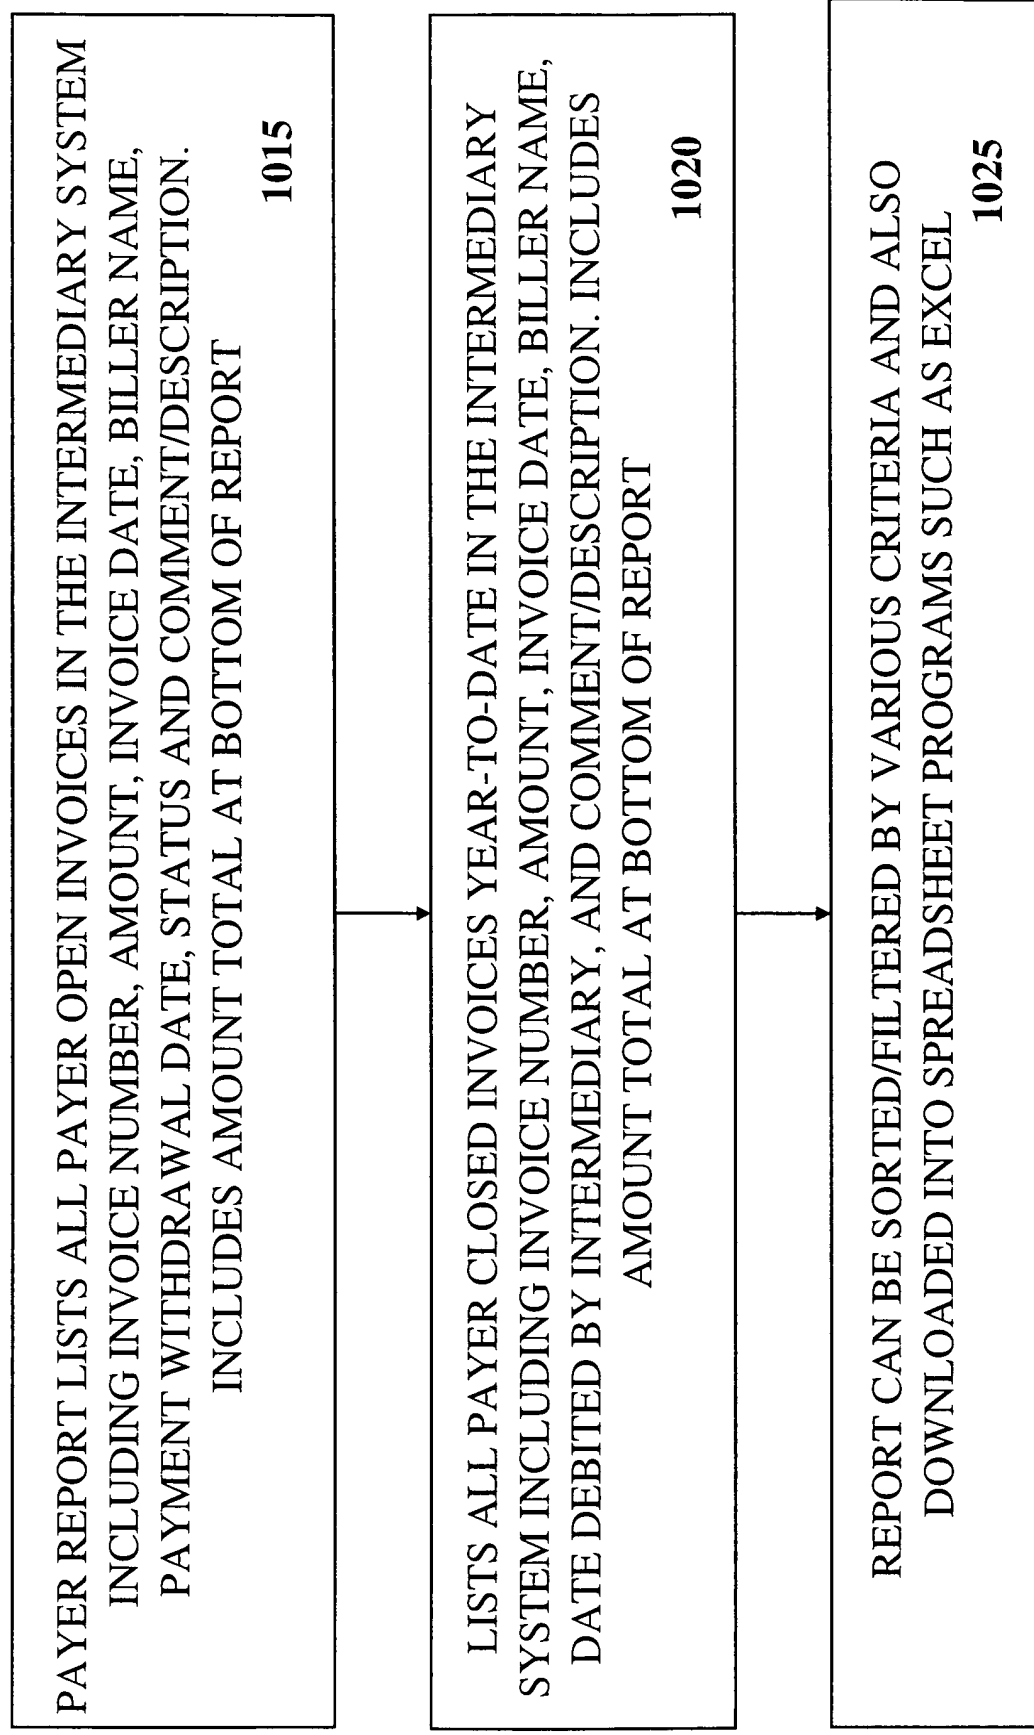 PAYER REPORT LISTS ALL PAYER OPEN INVOICES IN THE INTERMEDIARY SYSTEM
INCLUDING INVOICE NUMBER, AMOUNT, INVOICE DATE, BILLER NAME,
PAYMENT WITHDRAWAL DATE, STATUS AND COMMENT/DESCRIPTION.
INCLUDES AMOUNT TOTAL AT BOTTOM OF REPORT
1015
LISTS ALL PAYER CLOSED INVOICES YEAR-TO-DATE IN THE INTERMEDIARY
SYSTEM INCLUDING INVOICE NUMBER, AMOUNT, INVOICE DATE, BILLER NAME,
DATE DEBITED BY INTERMEDIARY, AND COMMENT/DESCRIPTION. INCLUDES
AMOUNT TOTAL AT BOTTOM OF REPORT
1020
REPORT CAN BE SORTED/FILTERED BY VARIOUS CRITERIA AND ALSO
DOWNLOADED INTO SPREADSHEET PROGRAMS SUCH AS EXCEL
1025